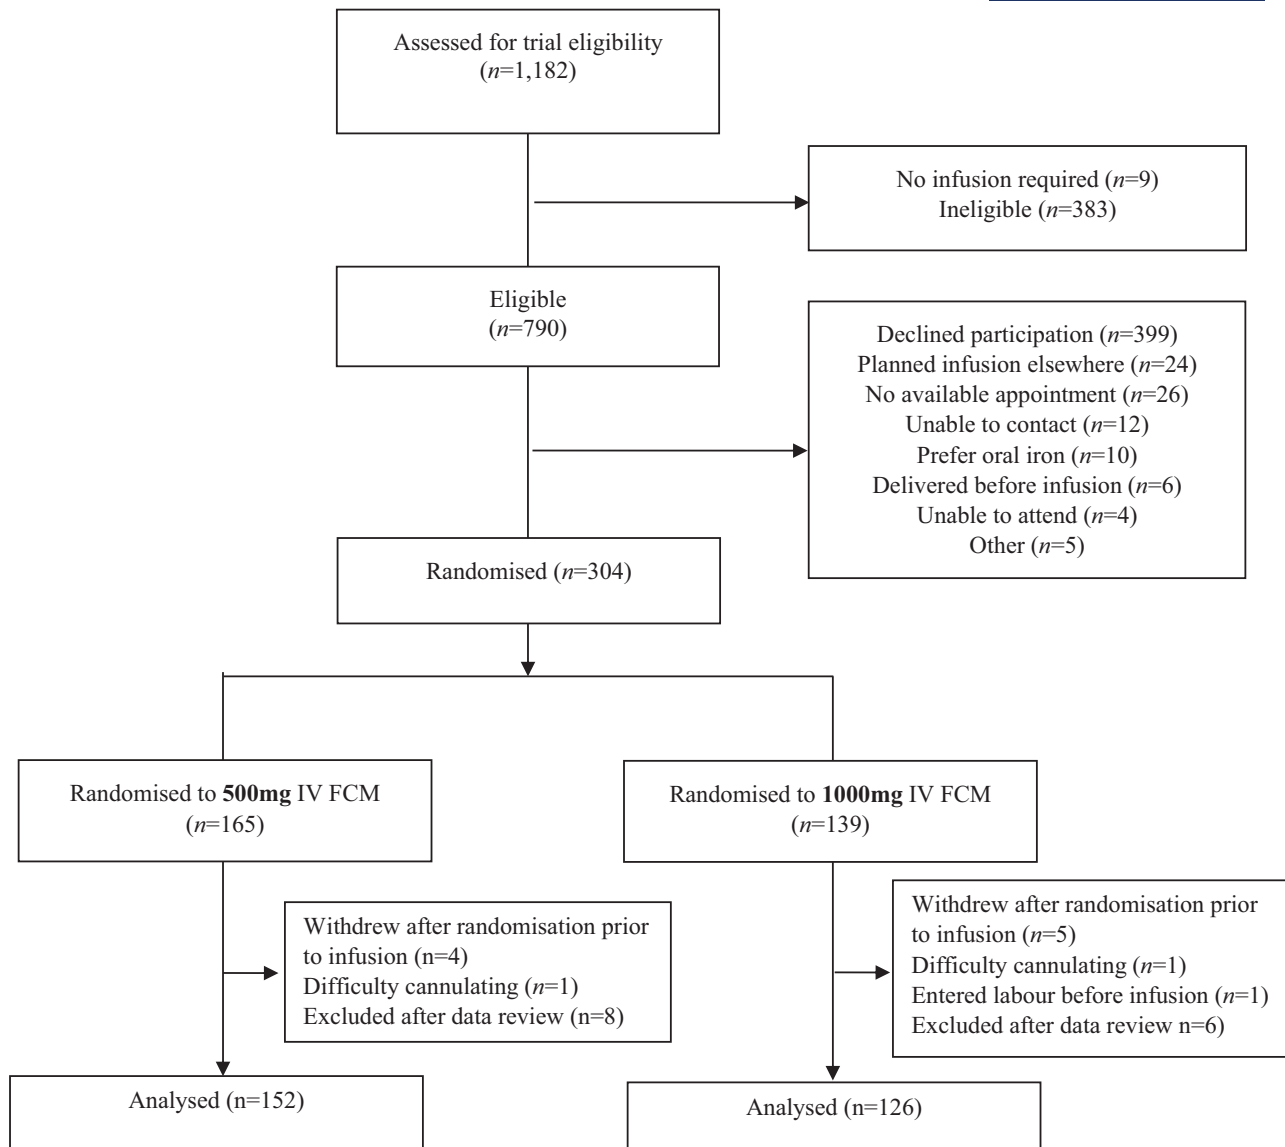 Assessed for trial eligibility
(n=1,182)
No infusion required (n=9)
Ineligible (n=383)
Eligible
(n=790)
Declined participation (n=399)
Planned infusion elsewhere (n=24)
No available appointment (n=26)
Unable to contact (n=12)
Prefer oral iron (n=10)
Delivered before infusion (n=6)
Unable to attend (n=4)
Other (n=5)
Randomised (n=304)
Randomised to 500mg IV FCM
(n=165)
Randomised to 1000mg IV FCM
(n=139)
Withdrew after randomisation prior
to infusion (n=4)
Difficulty cannulating (n=1)
Excluded after data review (n=8)
Withdrew after randomisation prior
to infusion (n=5)
Difficulty cannulating (n=1)
Entered labour before infusion (n=1)
Excluded after data review n=6)
Analysed (n=152)
Analysed (n=126)